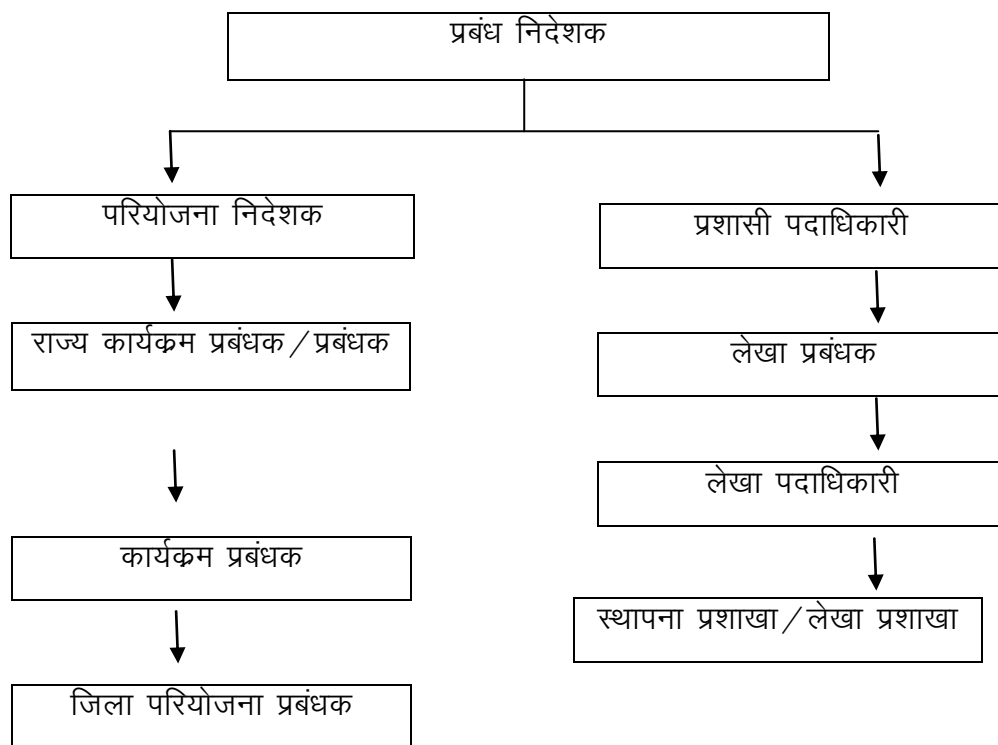 प्रबंध निदेशक
परियोजना निदेशक
प्रशासी पदाधिकारी
राज्य कार्यक्रम प्रबंधक/प्रबंधक
लेखा प्रबंधक
लेखा पदाधिकारी
कार्यक्रम प्रबंधक
स्थापना प्रशाखा/लेखा प्रशाखा
जिला परियोजना प्रबंधक